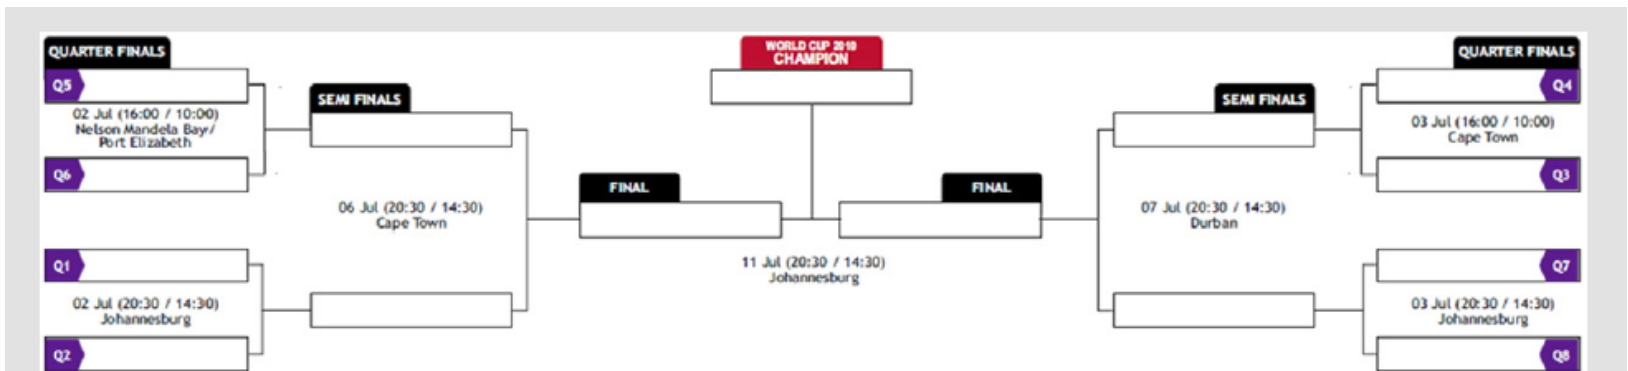 QUARTER FINALS
Q5
02 Jul (16:00 / 10:00)
Nelson Mandela Bay/
Port Elizabeth
Q6
Q1
02 Jul (20:30 / 14:30)
Johannesburg
Q2
SEMI FINALS
06 Jul (20:30 / 14:30)
Cape Town
FINAL
WORLD CUP 2010
CHAMPION
11 Jul (20:30 / 14:30)
Johannesburg
FINAL
SEMI FINALS
07 Jul (20:30 / 14:30)
Durban
QUARTER FINALS
Q4
03 Jul (16:00 / 10:00)
Cape Town
Q3
Q7
03 Jul (20:30 / 14:30)
Johannesburg
Q8